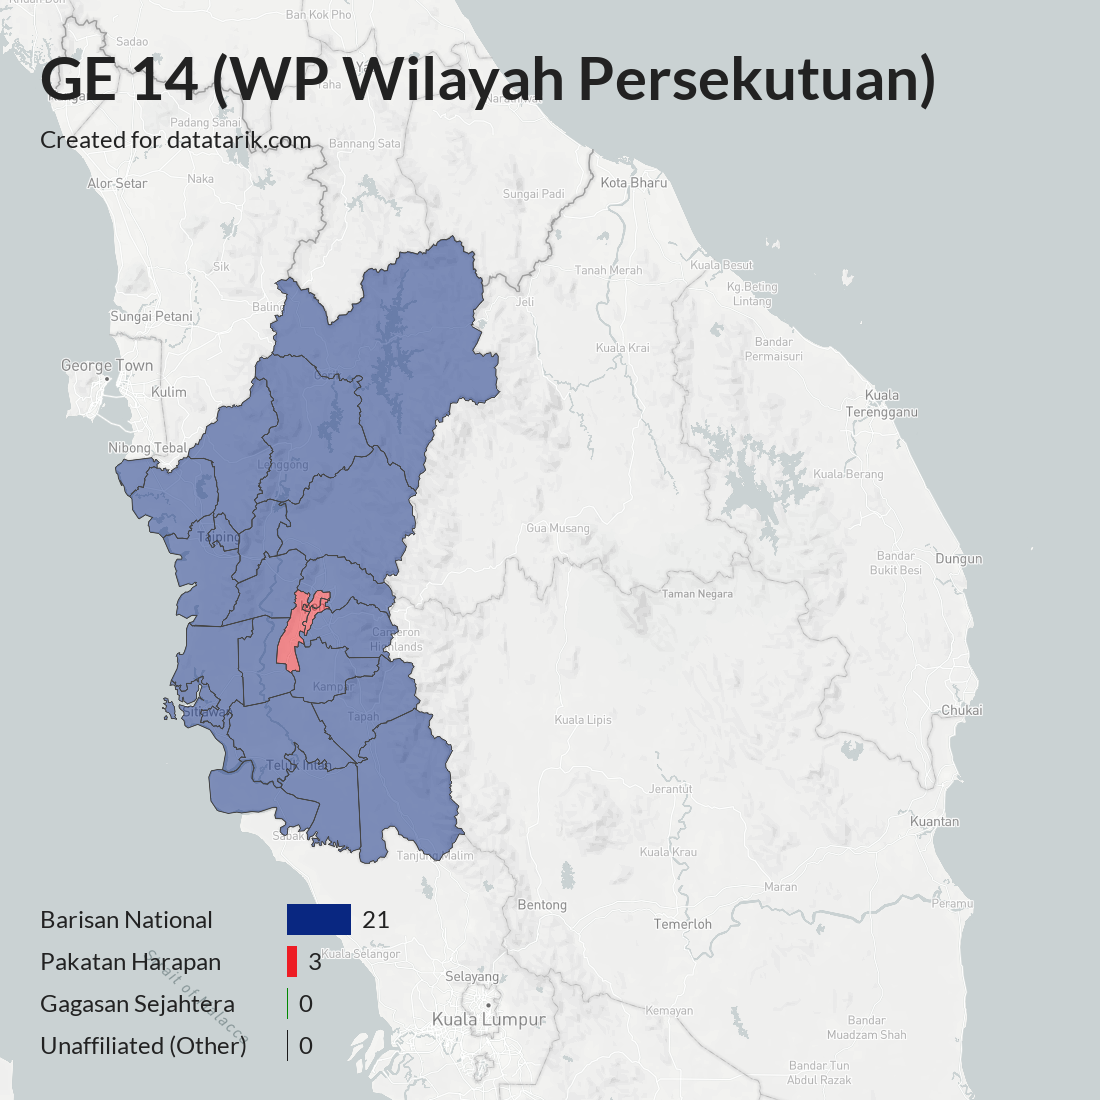 Ban Kok Pho
Sadao
GE 14 (WP Wilayah Persekutuan)
Padang Sanai
Created for datatarik.com
Bannang Sata
Alor Setar
Naka
Sungai Padi
Kota Bharu
Sik
Tanah Merah
Kuala Besut
Kg.Beting
Lintang
Baling
Jeli
Sungai Petani
Kuala Krai
Bandar
Permaisuri
George Town
Kulim
Kuala
Terengganu
Nibong Tebal
Lenggong
Kuala Berang
Taiping
Gua Musang
Bandar
Bukit Besi
Dungun
Taman Negara
Cameron
Highlands
Kampar
Sitiawan
Tapah
Kuala Lipis
Chukai
Teluk Intan
Jerantut
Kuantan
Sabak
Tanjung Malim
Kuala Krau
Maran
Bentong
Peramu
Barisan National 21
Temerloh
Strait of Malacca
Kuala Selangor
Pakatan Harapan 3
Selayang
Gagasan Sejahtera 0
Kuala Lumpur
Kemayan
Bandar
Muadzam Shah
Unaffiliated (Other) 0
Bandar Tun
Abdul Razak